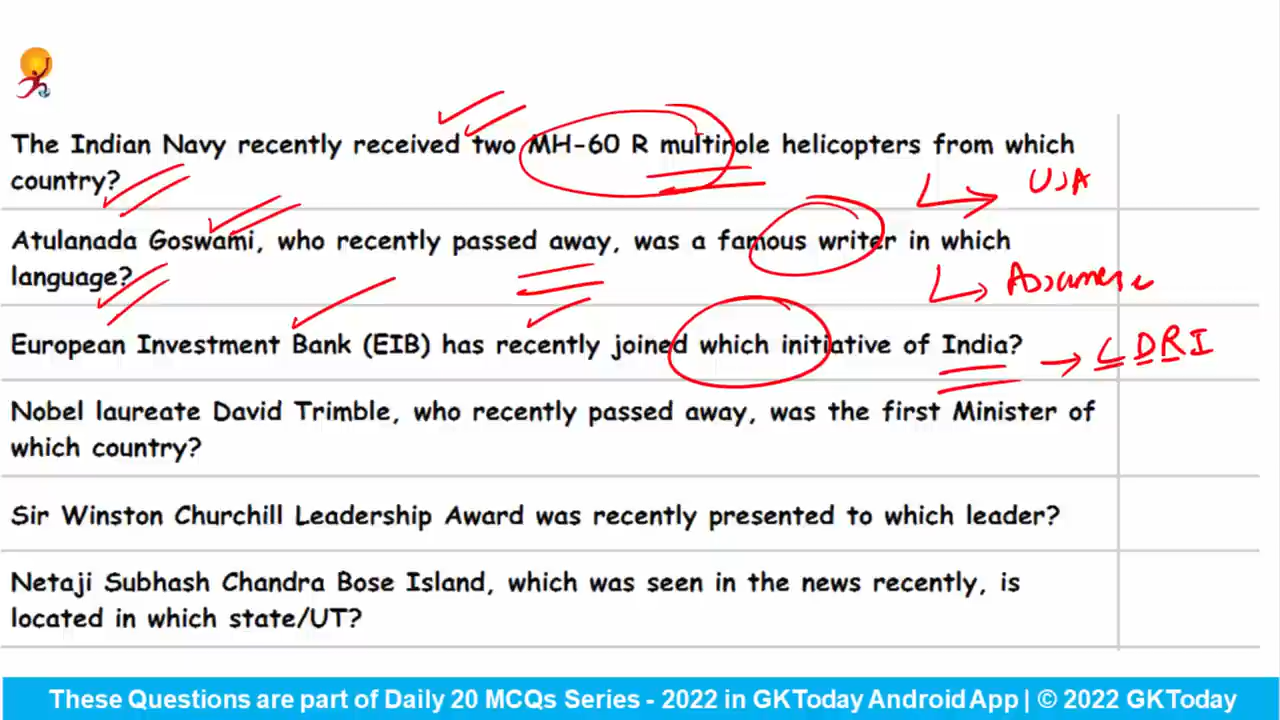 The Indian Navy recently received two MH-60 R multirole helicopters from which
country?
USA
Atulanada Goswami, who recently passed away, was a famous writer in which
language?
Assamese
European Investment Bank (EIB) has recently joined which initiative of India?
CDRI
Nobel laureate David Trimble, who recently passed away, was the first Minister of
which country?
Sir Winston Churchill Leadership Award was recently presented to which leader?
Netaji Subhash Chandra Bose Island, which was seen in the news recently, is
located in which state/UT?
These Questions are part of Daily 20 MCQs Series - 2022 in GKToday Android App | © 2022 GKToday